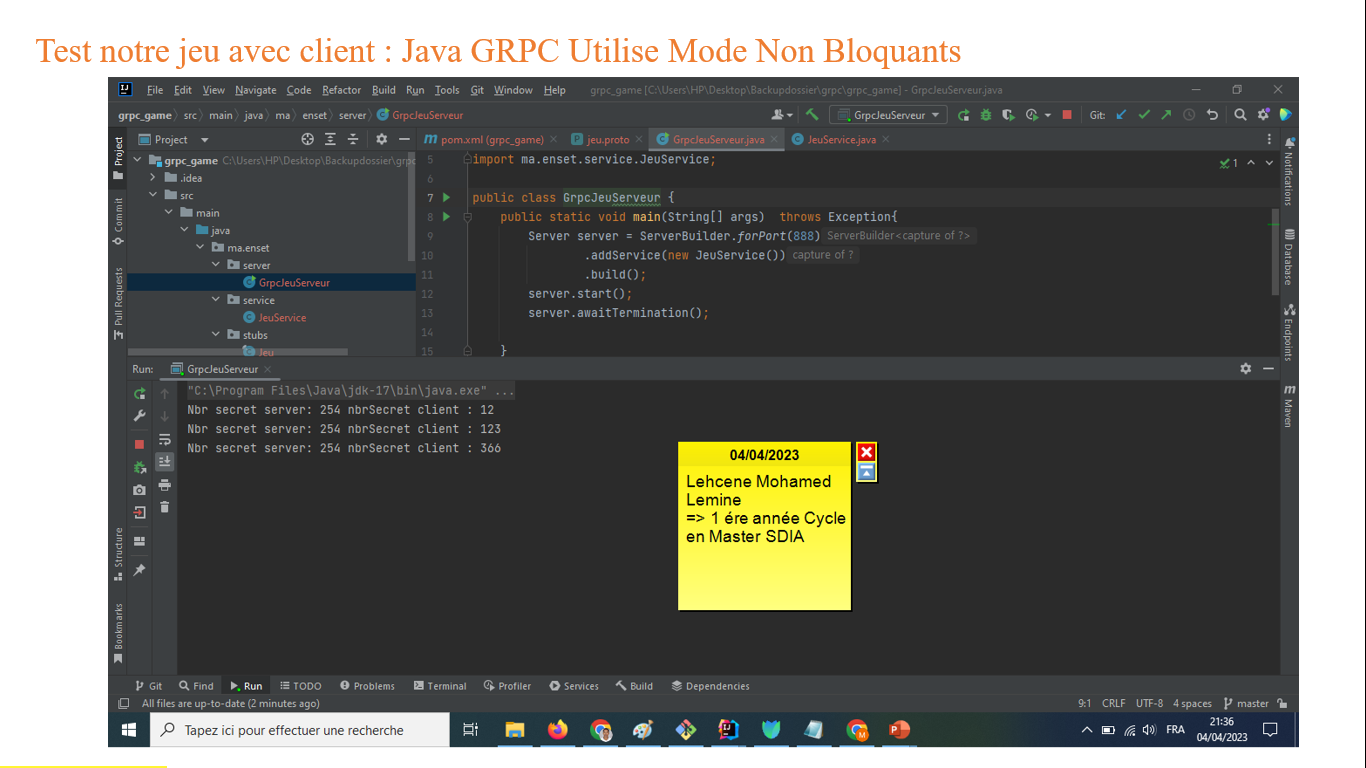 Test notre jeu avec client : Java GRPC Utilise Mode Non Bloquants
File Edit View Navigate Code Refactor Build Run Tools Git Window Help grpc_game [C:\Users\HP\Desktop\Backupdossier\grpc\grpc_game] - GrpcJeuServeur.java
grpc_game src main java ma enset server GrpcJeuServeur GrpcJeuServeur Git:
Project pom.xml (grpc_game) jeu.proto GrpcJeuServeur.java JeuService.java
Project
Commit
Pull Requests
Structure
Bookmarks
grpc_game C:\Users\HP\Desktop\Backupdossier\grpc
.idea
src
main
java
ma.enset
server
GrpcJeuServeur
service
JeuService
stubs
Jeu
5 import ma.enset.service.JeuService;
6
7 public class GrpcJeuServeur {
8 public static void main(String[] args) throws Exception{
9 Server server = ServerBuilder.forPort(888) ServerBuilder<capture of ?>
10 .addService(new JeuService()) capture of ?
11 .build();
12 server.start();
13 server.awaitTermination();
14
15 }
1
Notifications
Database
Endpoints
Maven
Run: GrpcJeuServeur
"C:\Program Files\Java\jdk-17\bin\java.exe" ...
Nbr secret server: 254 nbrSecret client : 12
Nbr secret server: 254 nbrSecret client : 123
Nbr secret server: 254 nbrSecret client : 366
04/04/2023
Lehcene Mohamed
Lemine
=> 1 ére année Cycle
en Master SDIA
Git Find Run TODO Problems Terminal Profiler Services Build Dependencies
All files are up-to-date (2 minutes ago) 9:1 CRLF UTF-8 4 spaces master
Tapez ici pour effectuer une recherche FRA 21:36
04/04/2023